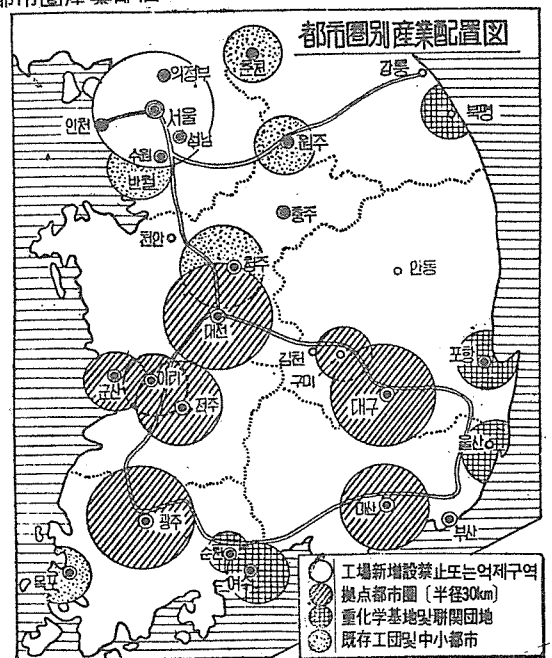 都市圏別産業配置図
춘천
강릉
의정부
북평
서울
인천
성남
원주
수원
반월
충주
천안
청주
안동
대전
김천
구미
포항
이리
군산
전주
대구
울산
마산
광주
부산
순천
여수
목포
工場新増設禁止또는억제구역
拠点都市圏〔半径30km〕
重化学基地및聯関団地
既存工団및中小都市